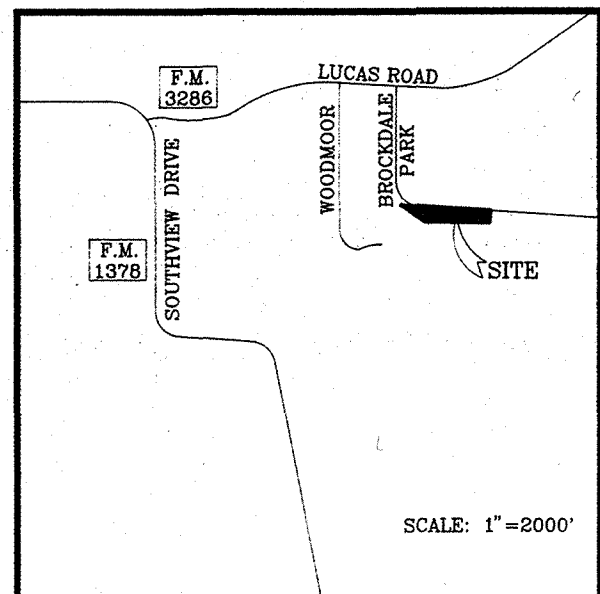 LUCAS ROAD
F.M.
3286
WOODMOOR
BROCKDALE
PARK
SOUTHVIEW DRIVE
F.M.
1378
SITE
SCALE: 1"=2000'